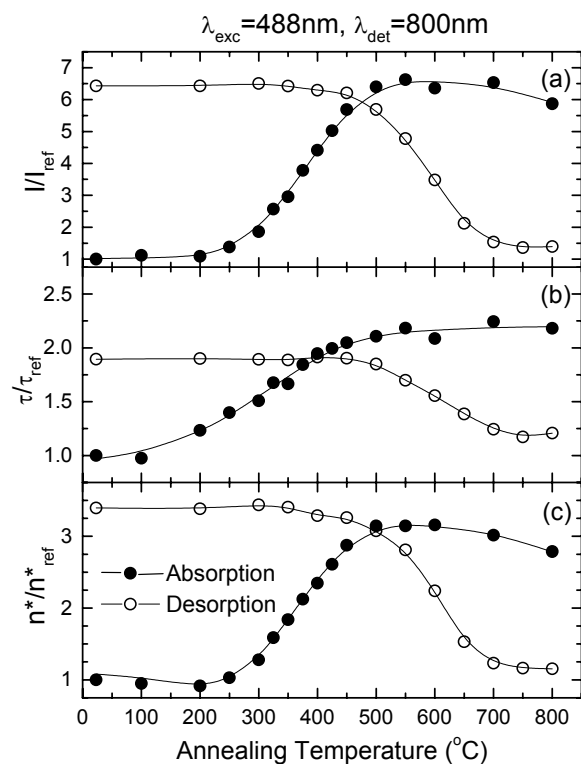 λexc=488nm, λdet=800nm
7
6
5
4
3
2
1
I/Iref
(a)
2.5
2.0
1.5
1.0
τ/τref
(b)
3
2
1
n*/n*ref
(c)
Absorption
Desorption
0 100 200 300 400 500 600 700 800
Annealing Temperature (°C)